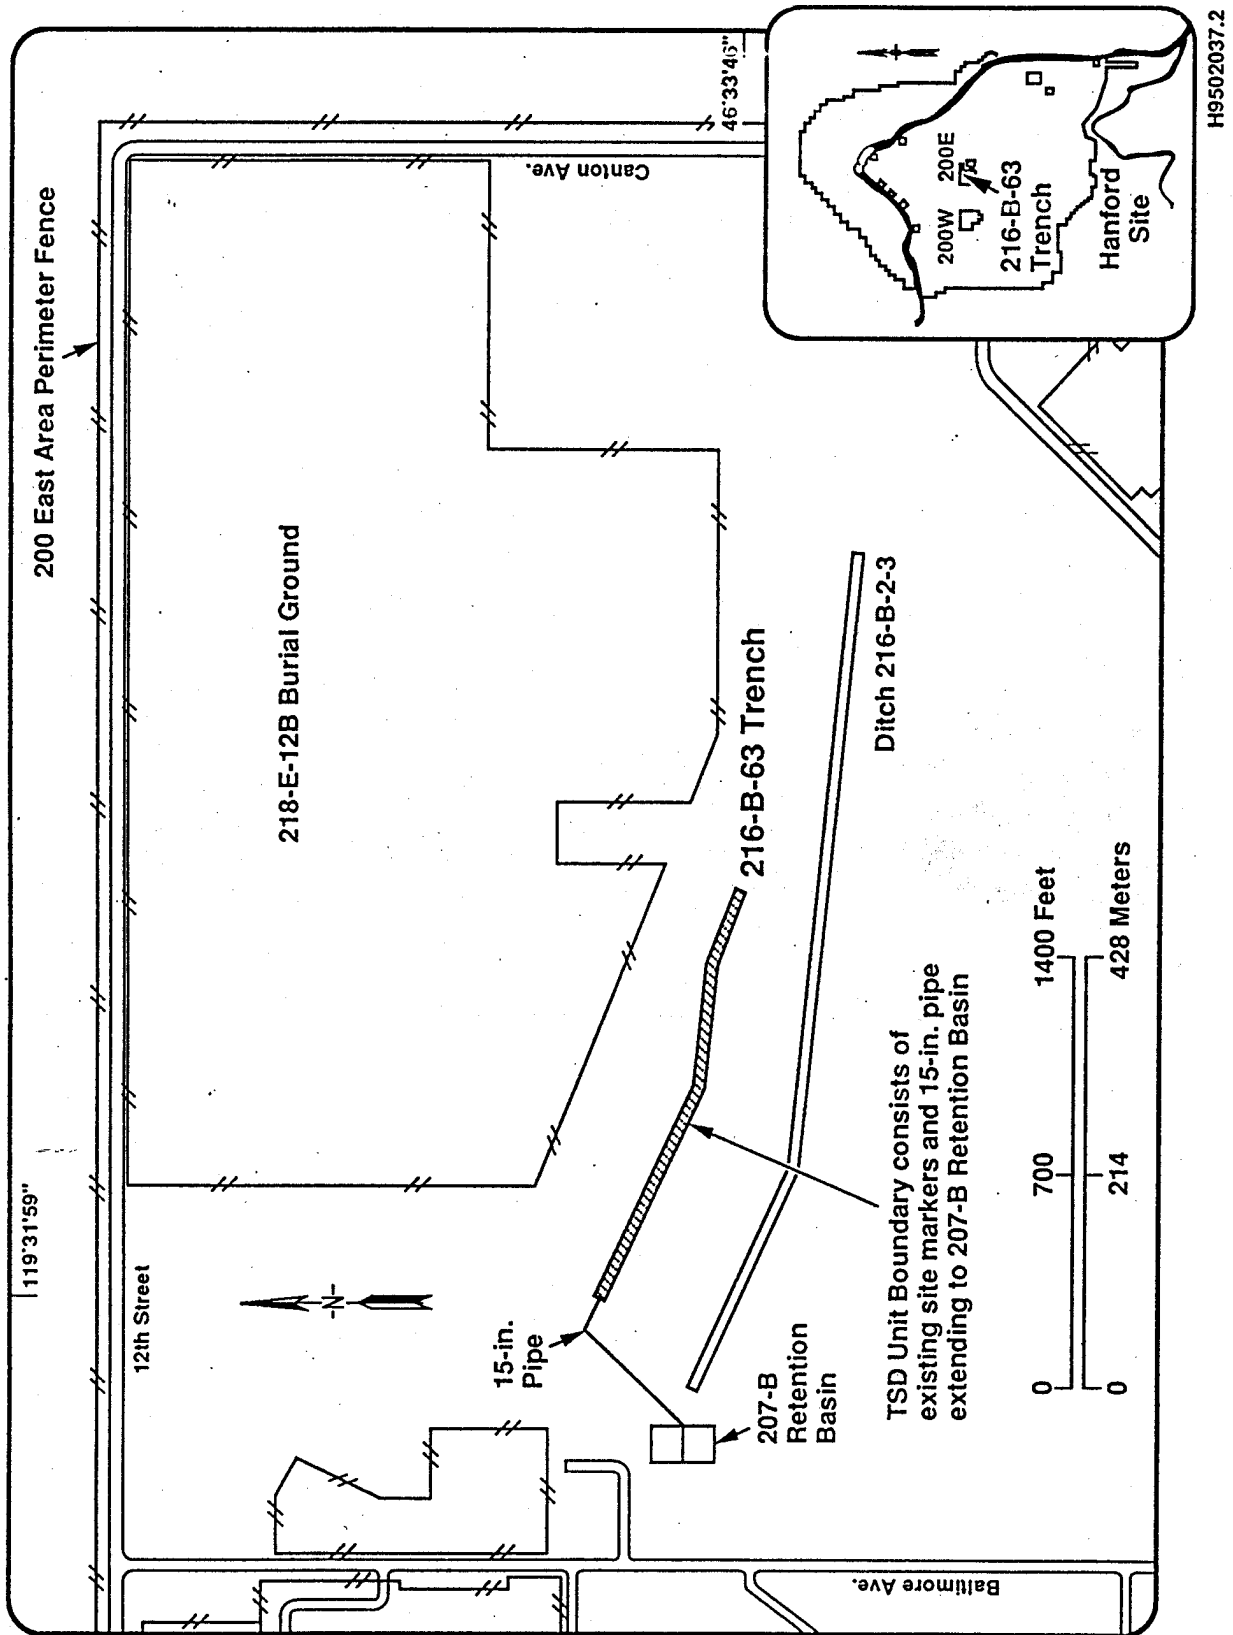 119°31'59"
200 East Area Perimeter Fence
12th Street
218-E-12B Burial Ground
Canton Ave.
46°33'46"
-N-
15-in.
Pipe
216-B-63 Trench
207-B
Retention
Basin
Ditch 216-B-2-3
TSD Unit Boundary consists of
existing site markers and 15-in. pipe
extending to 207-B Retention Basin
Baltimore Ave.
0 700 1400 Feet
0 214 428 Meters
200W 200E
216-B-63
Trench
Hanford
Site
H9502037.2